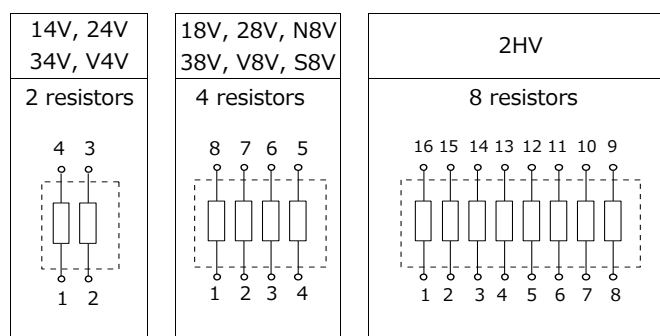 14V, 24V
34V, V4V
2 resistors
4 3
1 2
18V, 28V, N8V
38V, V8V, S8V
4 resistors
8 7 6 5
1 2 3 4
2HV
8 resistors
16 15 14 13 12 11 10 9
1 2 3 4 5 6 7 8